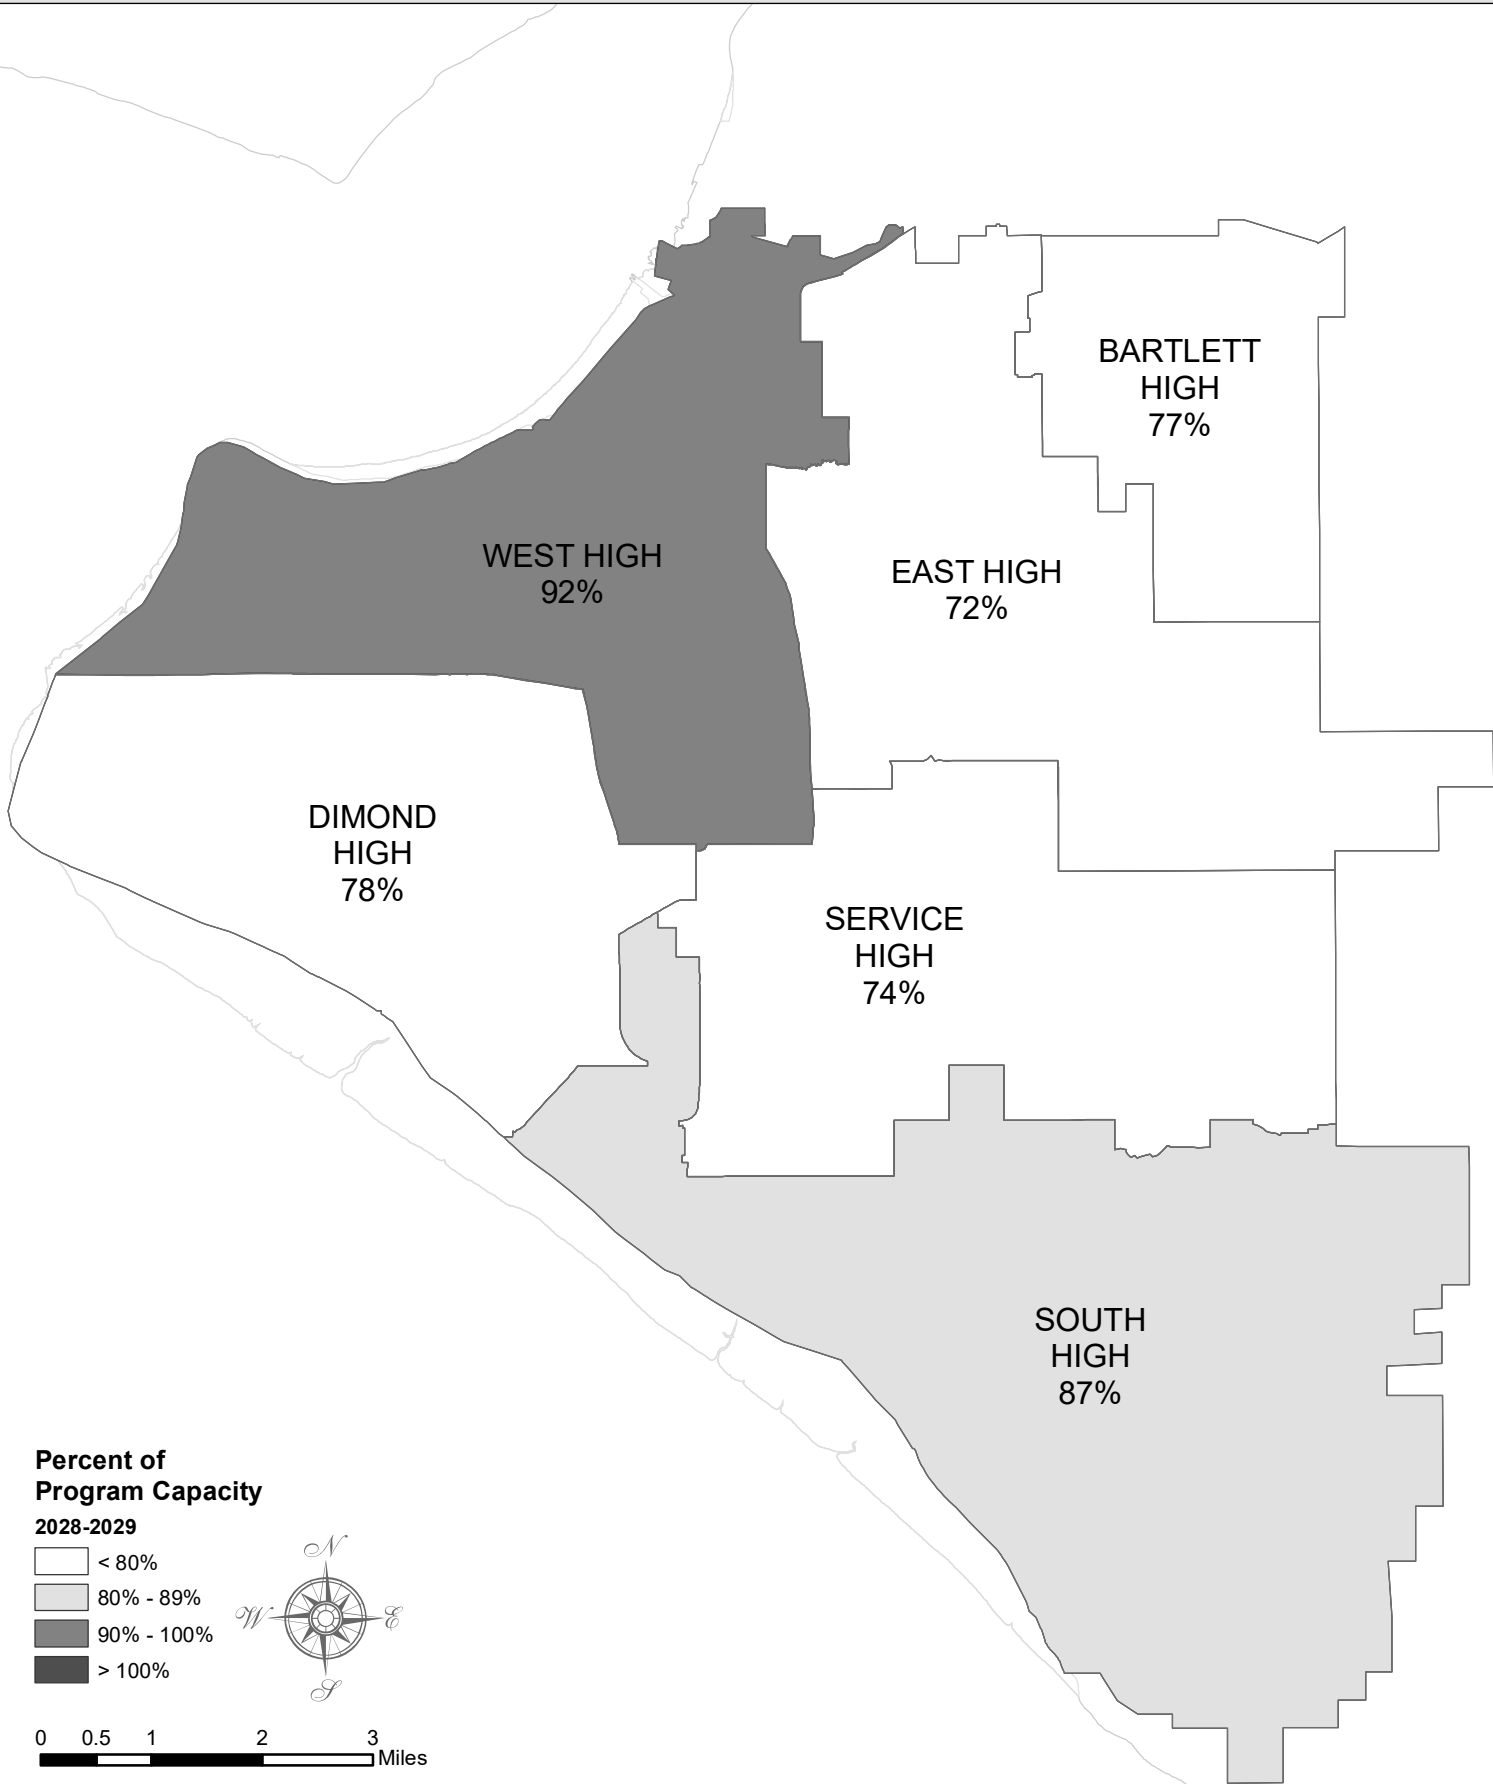 BARTLETT
HIGH
77%
WEST HIGH
92%
EAST HIGH
72%
DIMOND
HIGH
78%
SERVICE
HIGH
74%
SOUTH
HIGH
87%
Percent of
Program Capacity
2028-2029
< 80%
80% - 89%
90% - 100%
> 100%
N
W E
S
0 0.5 1 2 3
Miles